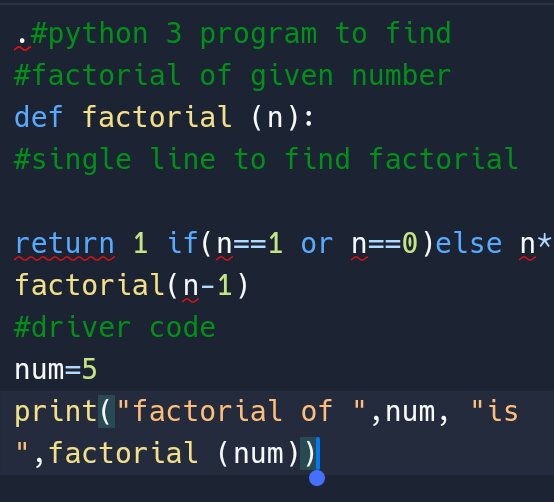 .#python 3 program to find
#factorial of given number
def factorial (n):
#single line to find factorial
return 1 if(n==1 or n==0)else n*
factorial(n-1)
#driver code
num=5
print("factorial of ",num, "is
",factorial (num))